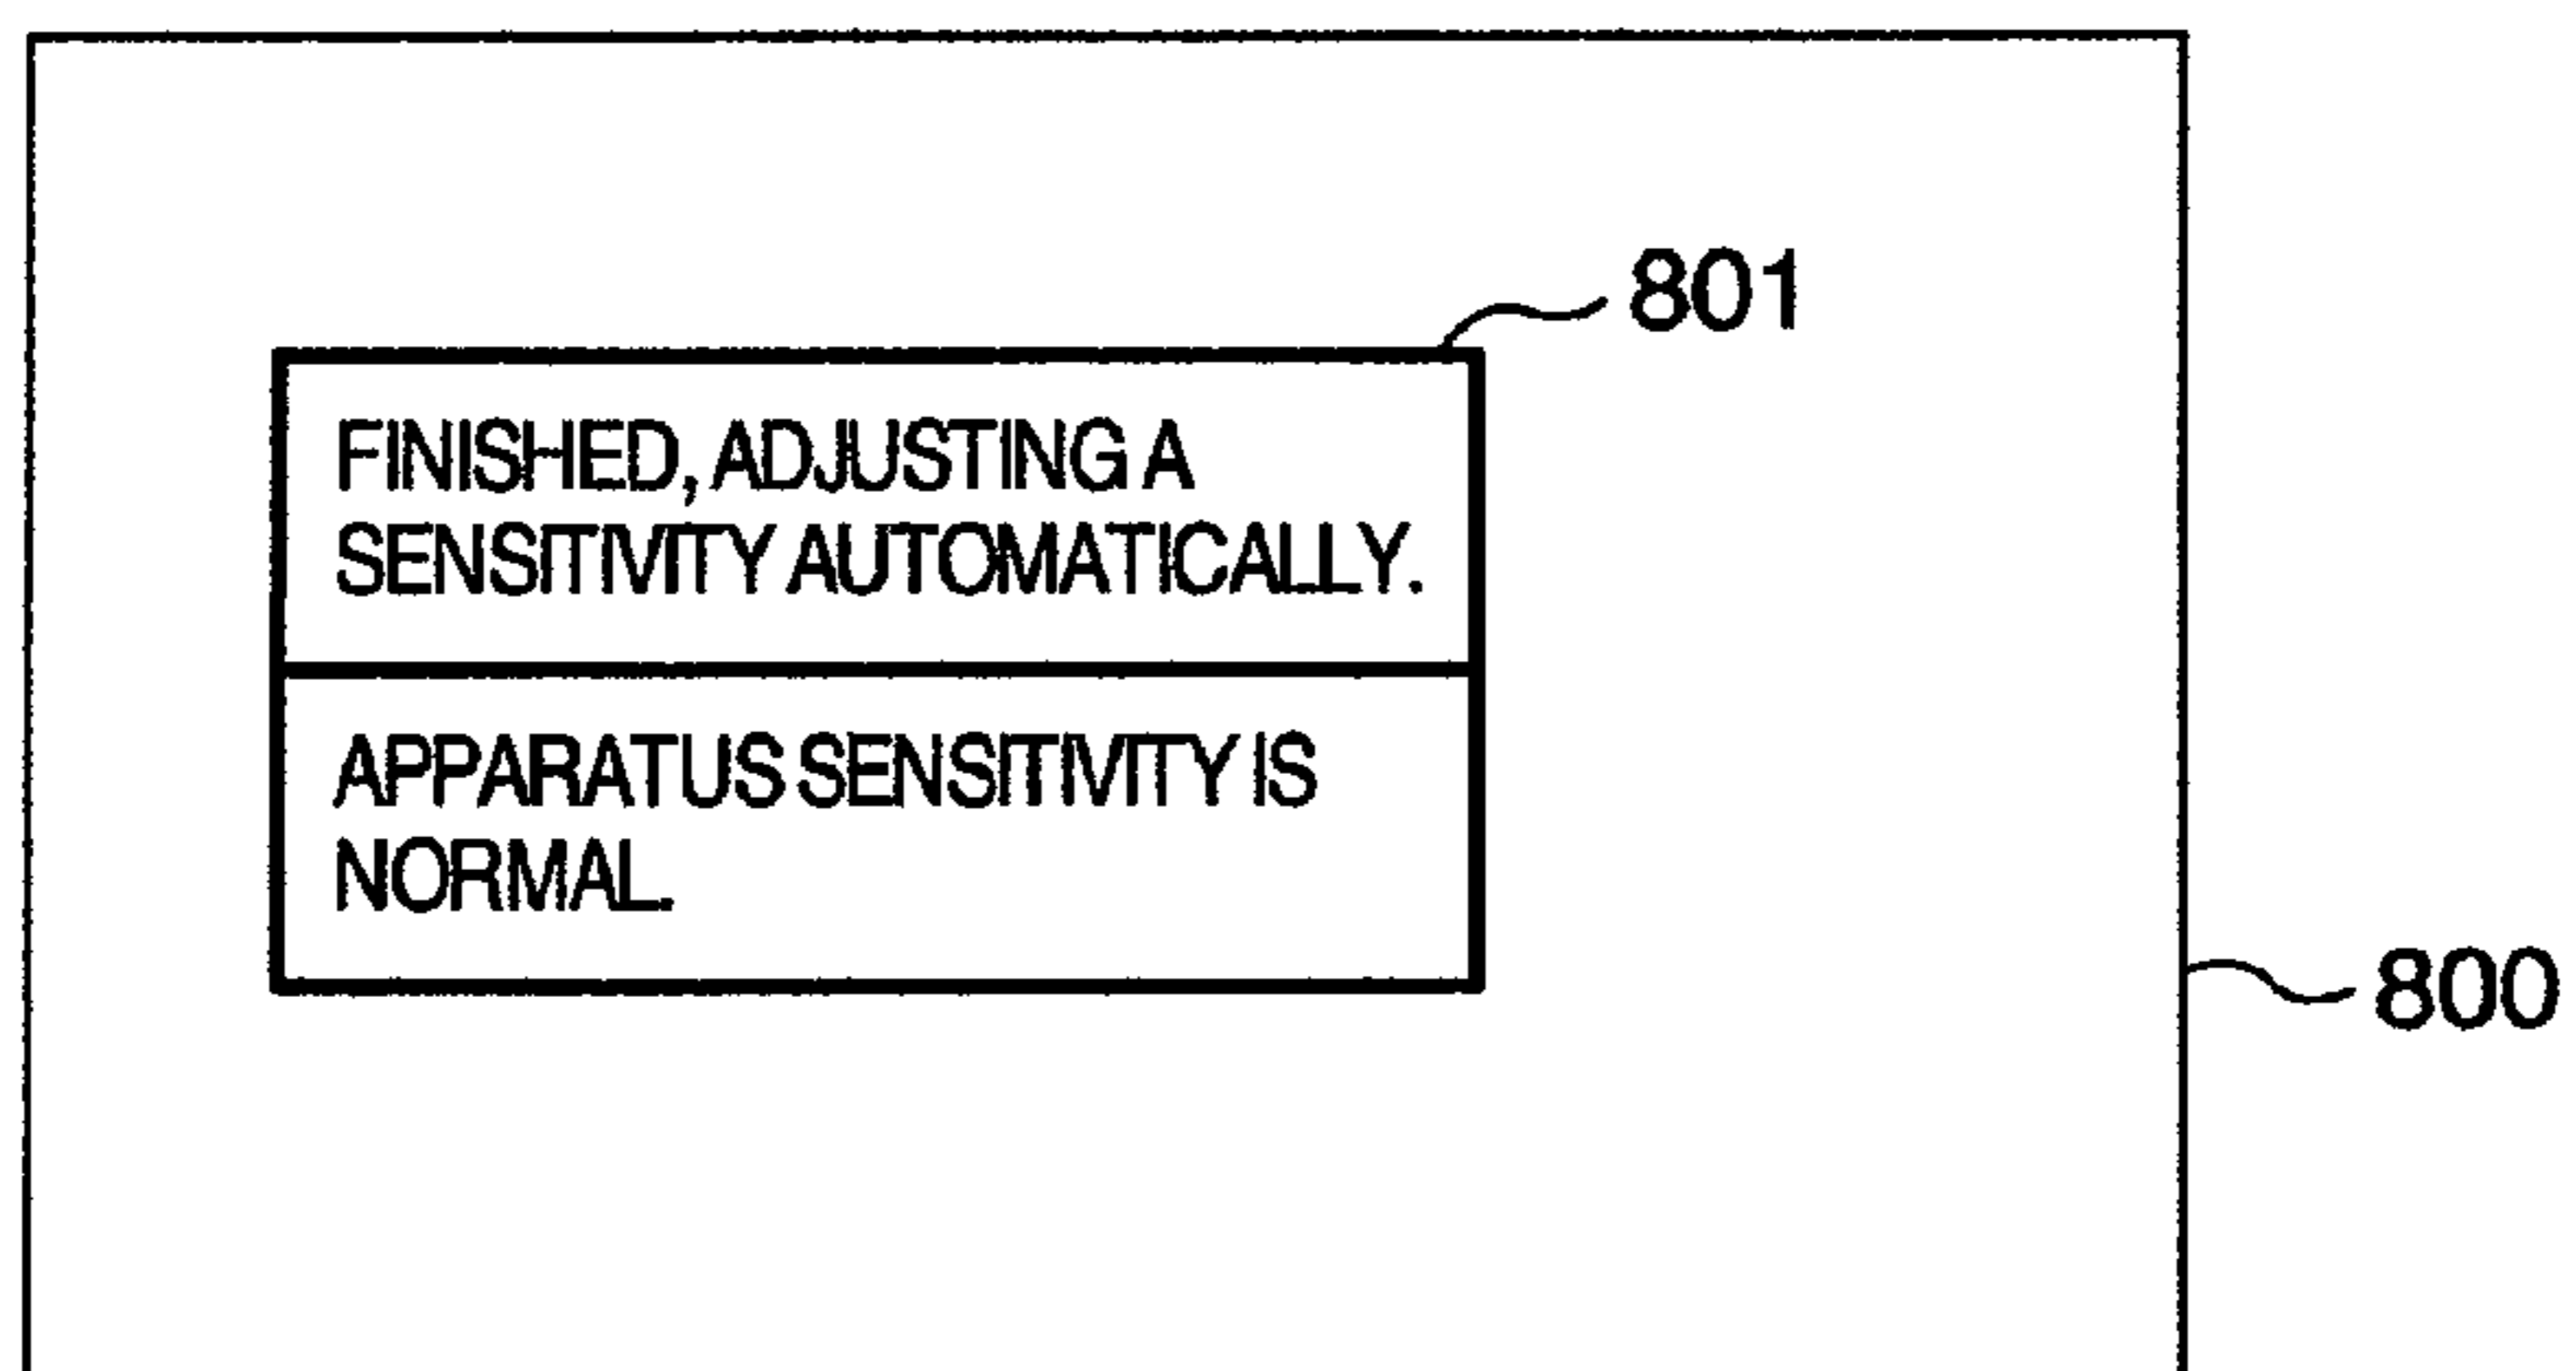 801
FINISHED, ADJUSTING A
SENSITIVITY AUTOMATICALLY.
APPARATUS SENSITIVITY IS
NORMAL.
800